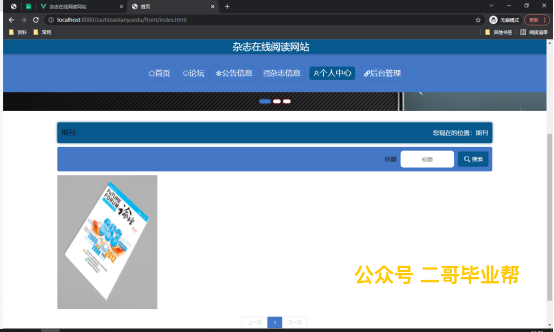 杂志在线阅读网站
首页
localhost:8080/zazhizaixianyuedu/front/index.html
无痕模式
更新
资料
常用
其他书签
阅读清单
杂志在线阅读网站
首页 论坛 公告信息 杂志信息 个人中心 后台管理
期刊
您现在的位置：期刊
标题
标题
搜索
FUTURE
FORUM
公众号 二哥毕业帮
上一页 1 下一页